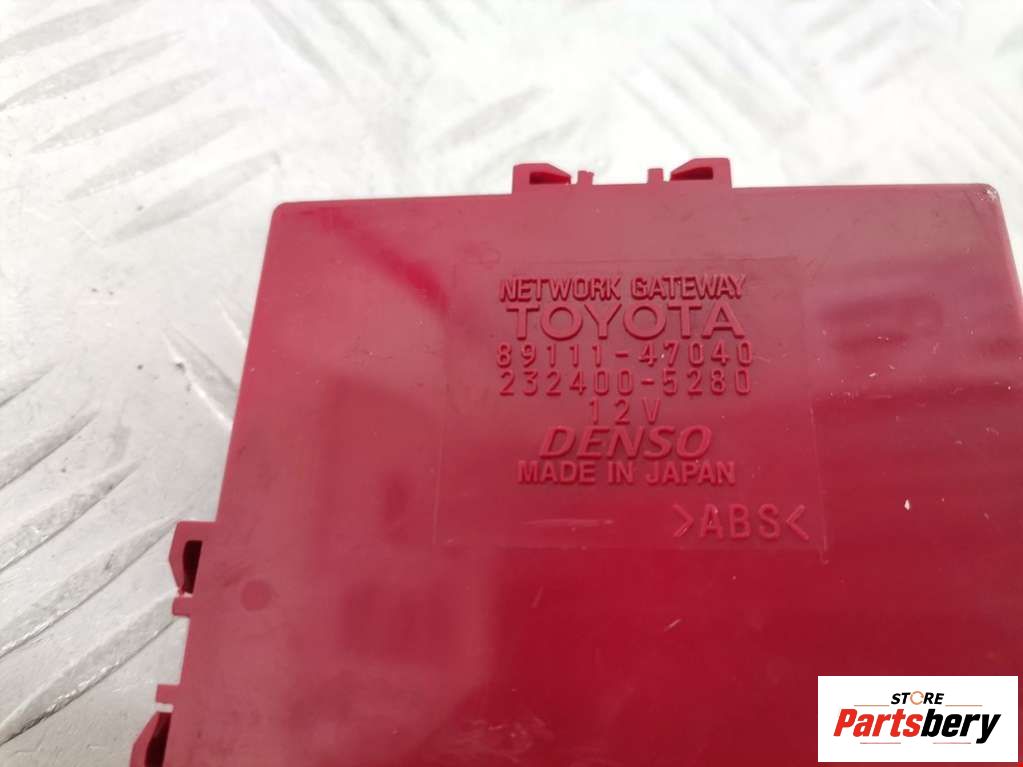 NETWORK GATEWAY
TOYOTA
89111-47040
232400-5280
12V
DENSO
MADE IN JAPAN
>ABS<
STORE
Partsbery